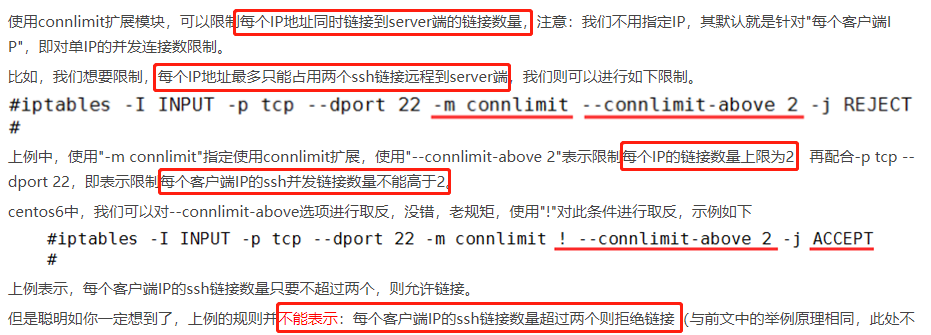 使用connlimit扩展模块，可以限制每个IP地址同时链接到server端的链接数量，注意：我们不用指定IP，其默认就是针对"每个客户端I
P"，即对单IP的并发连接数限制。
比如，我们想要限制，每个IP地址最多只能占用两个ssh链接远程到server端，我们则可以进行如下限制。
#iptables -I INPUT -p tcp --dport 22 -m connlimit --connlimit-above 2 -j REJECT
#
上例中，使用"-m connlimit"指定使用connlimit扩展，使用"--connlimit-above 2"表示限制每个IP的链接数量上限为2，再配合-p tcp --
dport 22，即表示限制每个客户端IP的ssh并发链接数量不能高于2。
centos6中，我们可以对--connlimit-above选项进行取反，没错，老规矩，使用"!"对此条件进行取反，示例如下
#iptables -I INPUT -p tcp --dport 22 -m connlimit ! --connlimit-above 2 -j ACCEPT
#
上例表示，每个客户端IP的ssh链接数量只要不超过两个，则允许链接。
但是聪明如你一定想到了，上例的规则并不能表示：每个客户端IP的ssh链接数量超过两个则拒绝链接（与前文中的举例原理相同，此处不